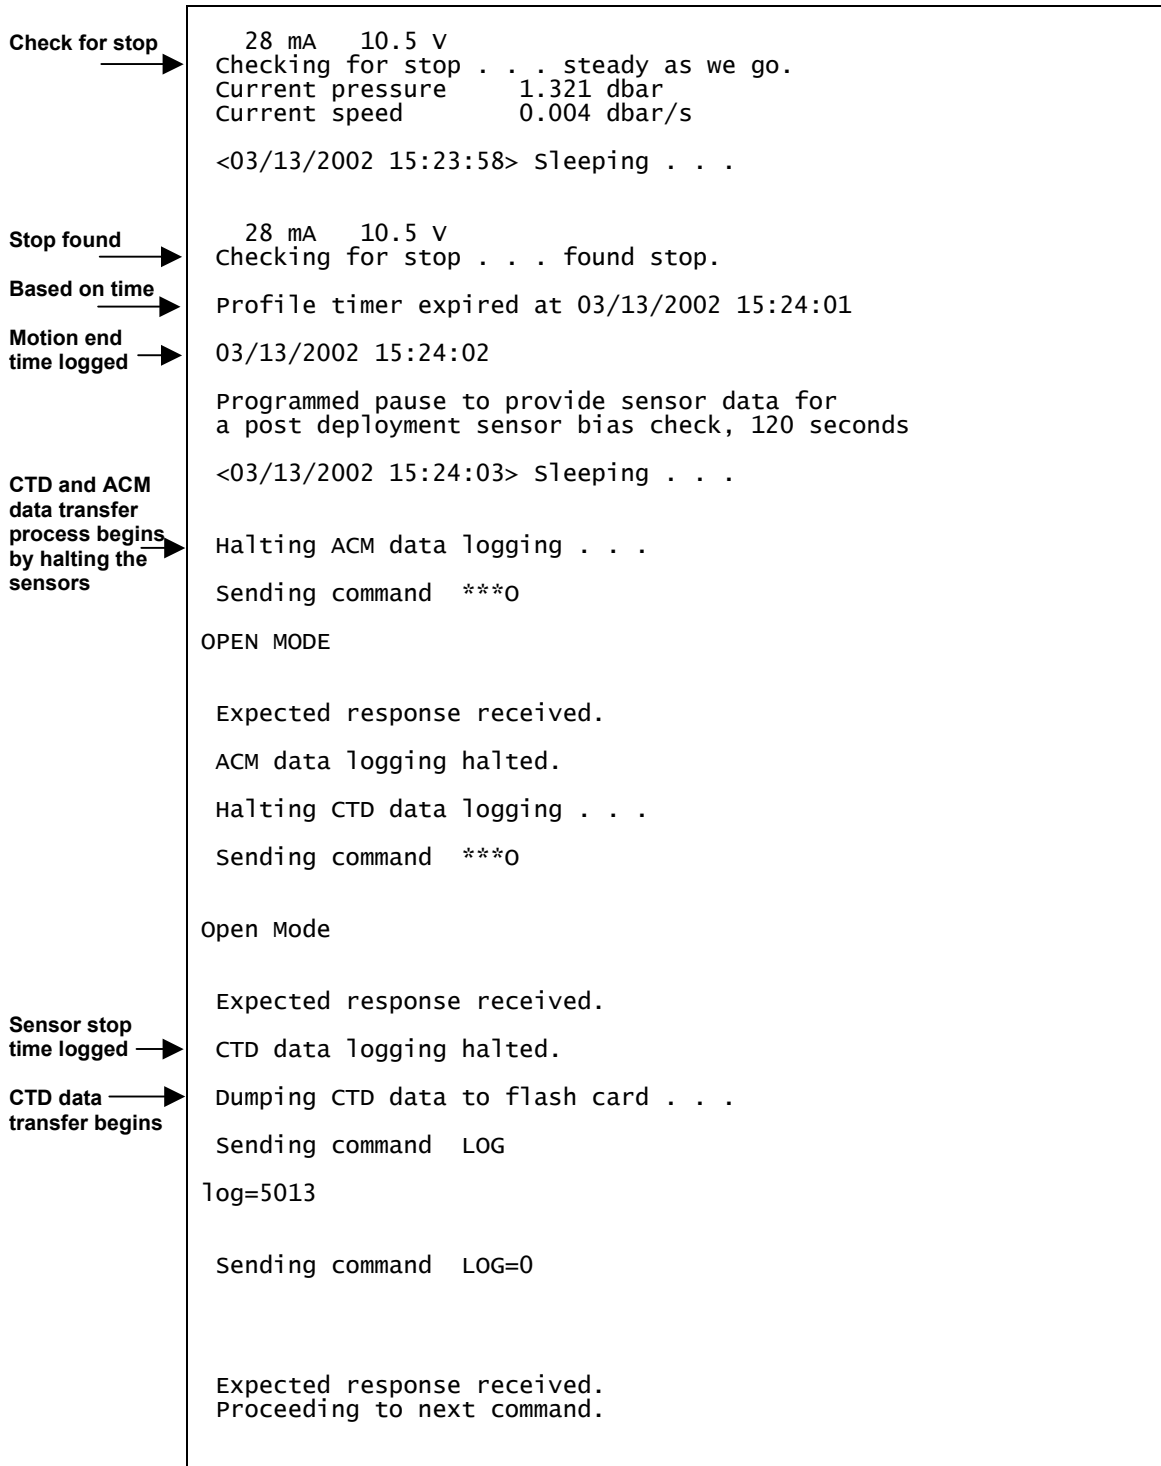 Check for stop
28 mA   10.5 V
Checking for stop . . . steady as we go.
Current pressure     1.321 dbar
Current speed        0.004 dbar/s
<03/13/2002 15:23:58> Sleeping . . .
Stop found
28 mA   10.5 V
Checking for stop . . . found stop.
Based on time
Profile timer expired at 03/13/2002 15:24:01
Motion end
time logged
03/13/2002 15:24:02
Programmed pause to provide sensor data for
a post deployment sensor bias check, 120 seconds
<03/13/2002 15:24:03> Sleeping . . .
CTD and ACM
data transfer
process begins
by halting the
sensors
Halting ACM data logging . . .
Sending command  ***O
OPEN MODE
Expected response received.
ACM data logging halted.
Halting CTD data logging . . .
Sending command  ***O
Open Mode
Expected response received.
Sensor stop
time logged
CTD data logging halted.
CTD data
transfer begins
Dumping CTD data to flash card . . .
Sending command  LOG
log=5013
Sending command  LOG=0
Expected response received.
Proceeding to next command.